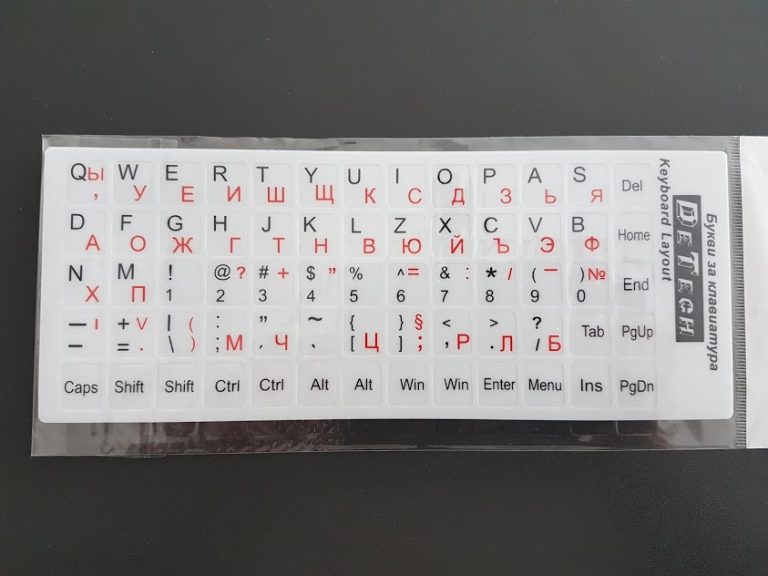 Qы , W У E Е R И T Ш Y Щ U К I С O Д P З A Ь S Я Del
D А F О G Ж H Г J Т K Н L В Z Ю X Й C Ъ V Э B Ф Home
N Х M П ! 1 @ ? 2 # + 3 $ ” 4 % 5 ^ = 6 & : 7 * / 8 ( – 9 ) № 0 End
— I - + V = . | ( \ ) : ; М ” ' Ч ~ ` { [ Ц } § ] ; < , Р > . Л ? / Б Tab PgUp
Caps Shift Shift Ctrl Ctrl Alt Alt Win Win Enter Menu Ins PgDn
Букви за клавиатура
DeTech
Keyboard Layout